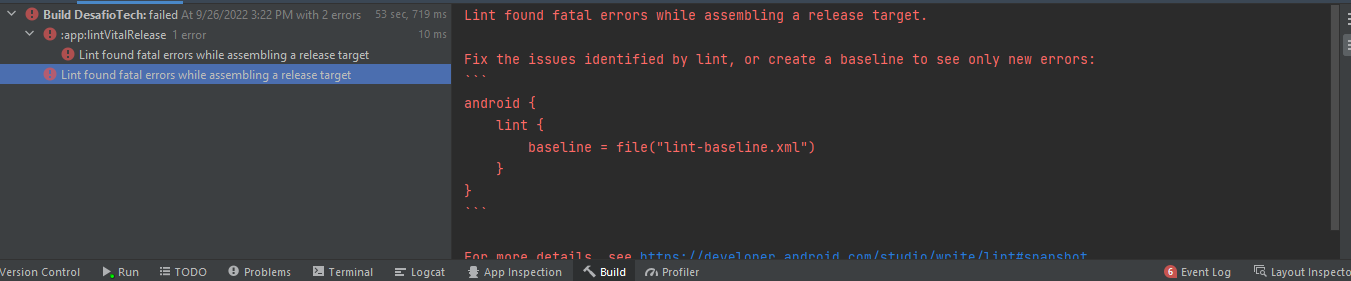 Build DesafioTech: failed At 9/26/2022 3:22 PM with 2 errors 53 sec, 719 ms
:app:lintVitalRelease 1 error 10 ms
Lint found fatal errors while assembling a release target
Lint found fatal errors while assembling a release target
Lint found fatal errors while assembling a release target.
Fix the issues identified by lint, or create a baseline to see only new errors:
```
android {
lint {
baseline = file("lint-baseline.xml")
}
}
```
For more details, see https://developer.android.com/studio/write/lint#snapshot
Version Control Run TODO Problems Terminal Logcat App Inspection Build Profiler 6 Event Log Layout Inspecto